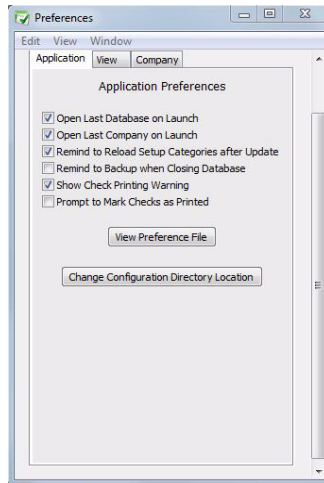 Preferences
Edit View Window
Application View Company
Application Preferences
Open Last Database on Launch
Open Last Company on Launch
Remind to Reload Setup Categories after Update
Remind to Backup when Closing Database
Show Check Printing Warning
Prompt to Mark Checks as Printed
View Preference File
Change Configuration Directory Location